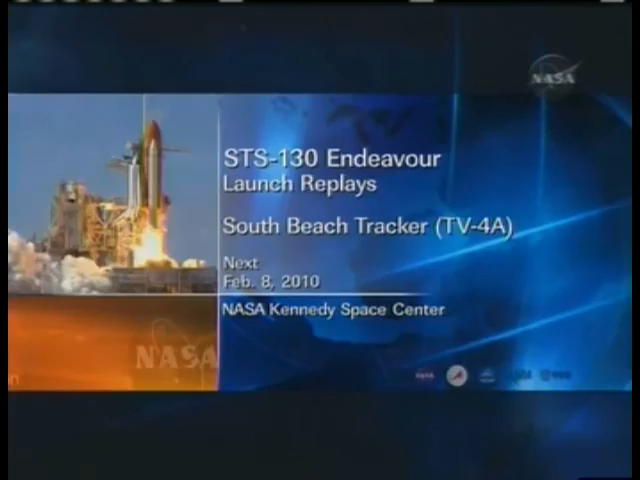 NASA
STS-130 Endeavour
Launch Replays
South Beach Tracker (TV-4A)
Next
Feb. 8, 2010
NASA Kennedy Space Center
NASA